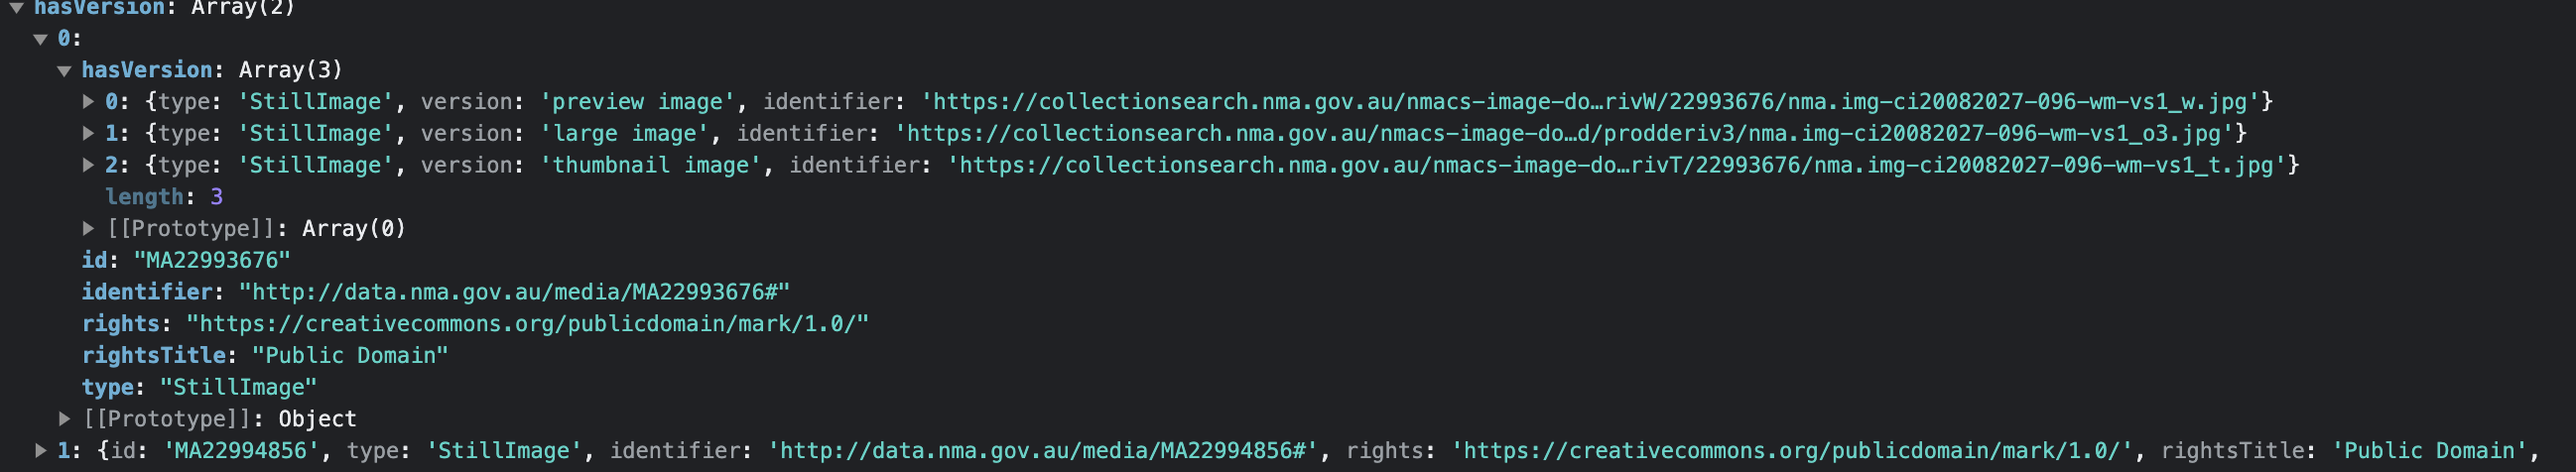 hasVersion: Array(2)
0:
hasVersion: Array(3)
0: {type: 'StillImage', version: 'preview image', identifier: 'https://collectionsearch.nma.gov.au/nmacs-image-do…rivW/22993676/nma.img-ci20082027-096-wm-vs1_w.jpg'}
1: {type: 'StillImage', version: 'large image', identifier: 'https://collectionsearch.nma.gov.au/nmacs-image-do…d/prodderiv3/nma.img-ci20082027-096-wm-vs1_o3.jpg'}
2: {type: 'StillImage', version: 'thumbnail image', identifier: 'https://collectionsearch.nma.gov.au/nmacs-image-do…rivT/22993676/nma.img-ci20082027-096-wm-vs1_t.jpg'}
length: 3
[[Prototype]]: Array(0)
id: "MA22993676"
identifier: "http://data.nma.gov.au/media/MA22993676#"
rights: "https://creativecommons.org/publicdomain/mark/1.0/"
rightsTitle: "Public Domain"
type: "StillImage"
[[Prototype]]: Object
1: {id: 'MA22994856', type: 'StillImage', identifier: 'http://data.nma.gov.au/media/MA22994856#', rights: 'https://creativecommons.org/publicdomain/mark/1.0/', rightsTitle: 'Public Domain',